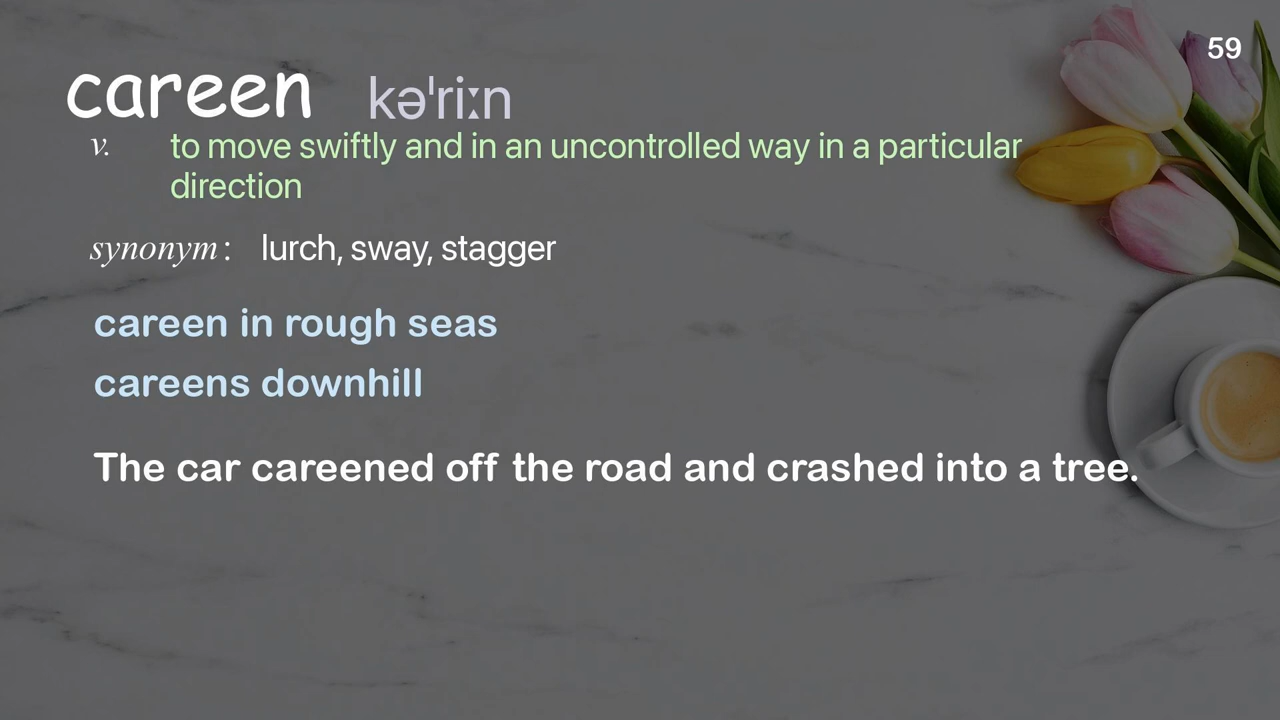 59
careen kəˈriːn
v. to move swiftly and in an uncontrolled way in a particular
direction
synonym: lurch, sway, stagger
careen in rough seas
careens downhill
The car careened off the road and crashed into a tree.